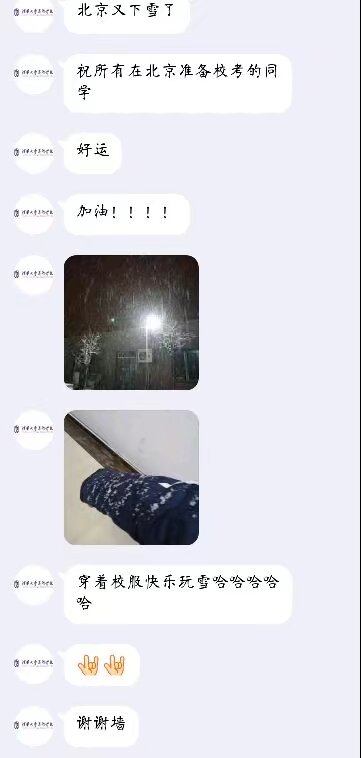 北京又下雪了
祝所有在北京准备校考的同
学
好运
加油！！！！
穿着校服快乐玩雪哈哈哈哈
哈
🤟🤟
谢谢墙